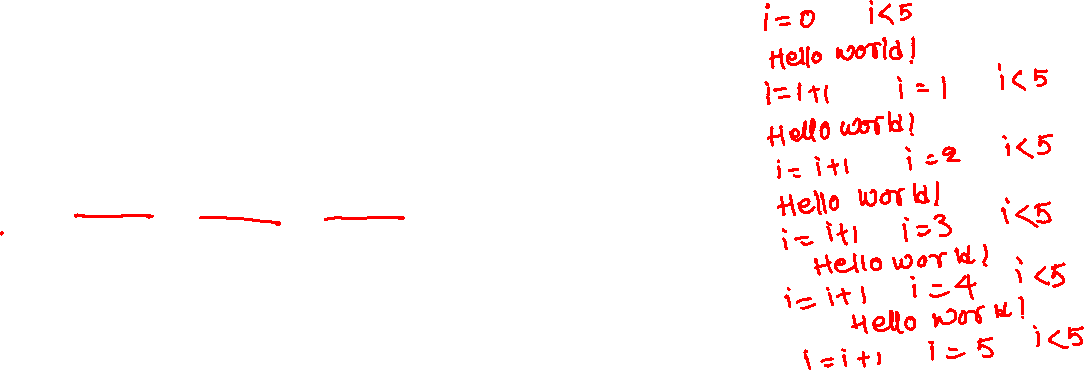 i=0 i<5
Hello world!
i=1+1 i=1 i<5
Hello world!
i=i+1 i=2 i<5
Hello world!
i=i+1 i=3 i<5
Hello world!
i=i+1 i=4 i<5
Hello world!
i=i+1 i=5 i<5